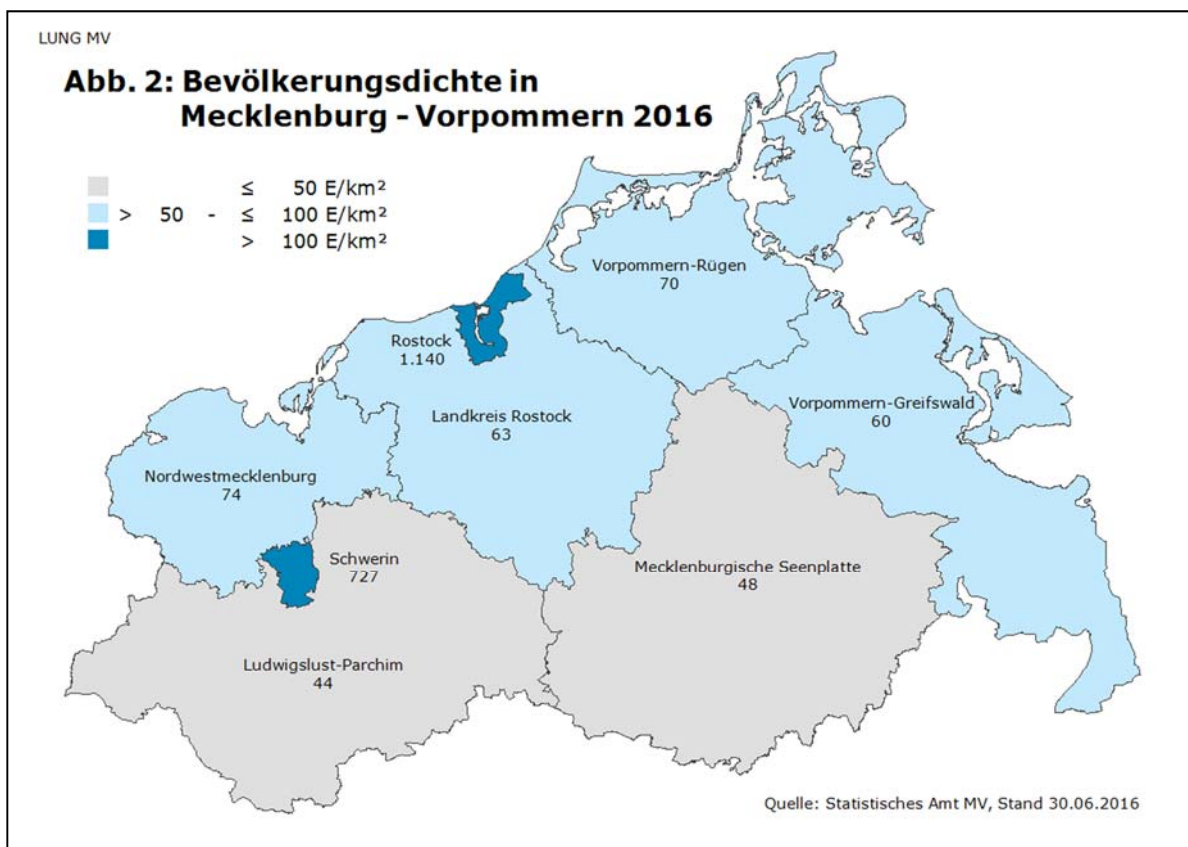 LUNG MV
Abb. 2: Bevölkerungsdichte in
Mecklenburg - Vorpommern 2016
≤ 50 E/km²
> 50 - ≤ 100 E/km²
> 100 E/km²
Vorpommern-Rügen
70
Rostock
1.140
Landkreis Rostock
63
Vorpommern-Greifswald
60
Nordwestmecklenburg
74
Schwerin
727
Mecklenburgische Seenplatte
48
Ludwigslust-Parchim
44
Quelle: Statistisches Amt MV, Stand 30.06.2016